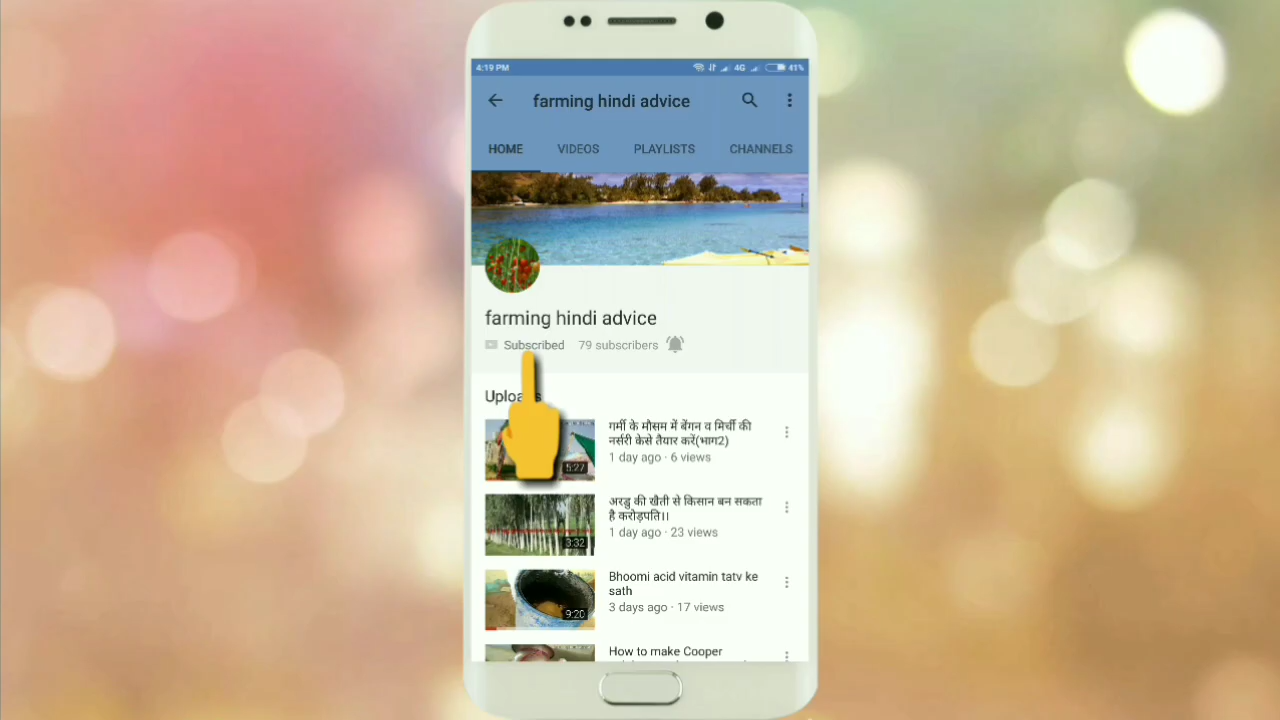 4:19 PM
4G
41%
farming hindi advice
HOME
VIDEOS
PLAYLISTS
CHANNELS
farming hindi advice
Subscribed
79 subscribers
Uploads
गर्मी के मौसम में बेंगन व मिर्ची की
नर्सरी केसे तैयार करें(भाग2)
1 day ago · 6 views
5:27
अरडु की खेती से किसान बन सकता
है करोड़पति।।
1 day ago · 23 views
3:32
Bhoomi acid vitamin tatv ke
sath
3 days ago · 17 views
9:20
How to make Cooper